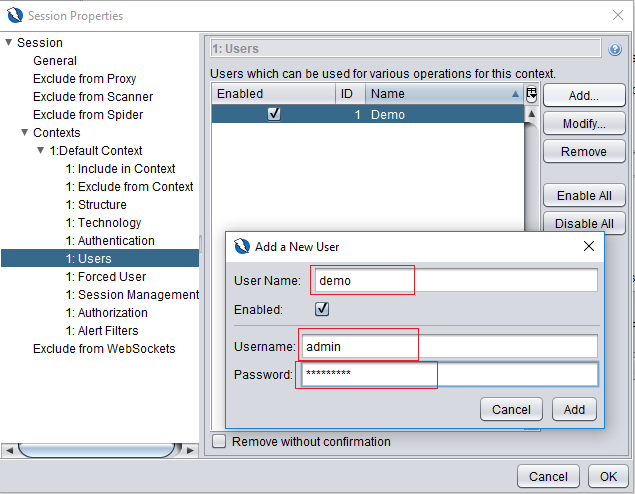 Session Properties
Session
General
Exclude from Proxy
Exclude from Scanner
Exclude from Spider
Contexts
1:Default Context
1: Include in Context
1: Exclude from Context
1: Structure
1: Technology
1: Authentication
1: Users
1: Forced User
1: Session Management
1: Authorization
1: Alert Filters
Exclude from WebSockets
1: Users
Users which can be used for various operations for this context.
Enabled ID Name
1 Demo
Add...
Modify...
Remove
Enable All
Disable All
Add a New User
User Name: demo
Enabled:
Username: admin
Password: *********
Cancel Add
Remove without confirmation
Cancel OK